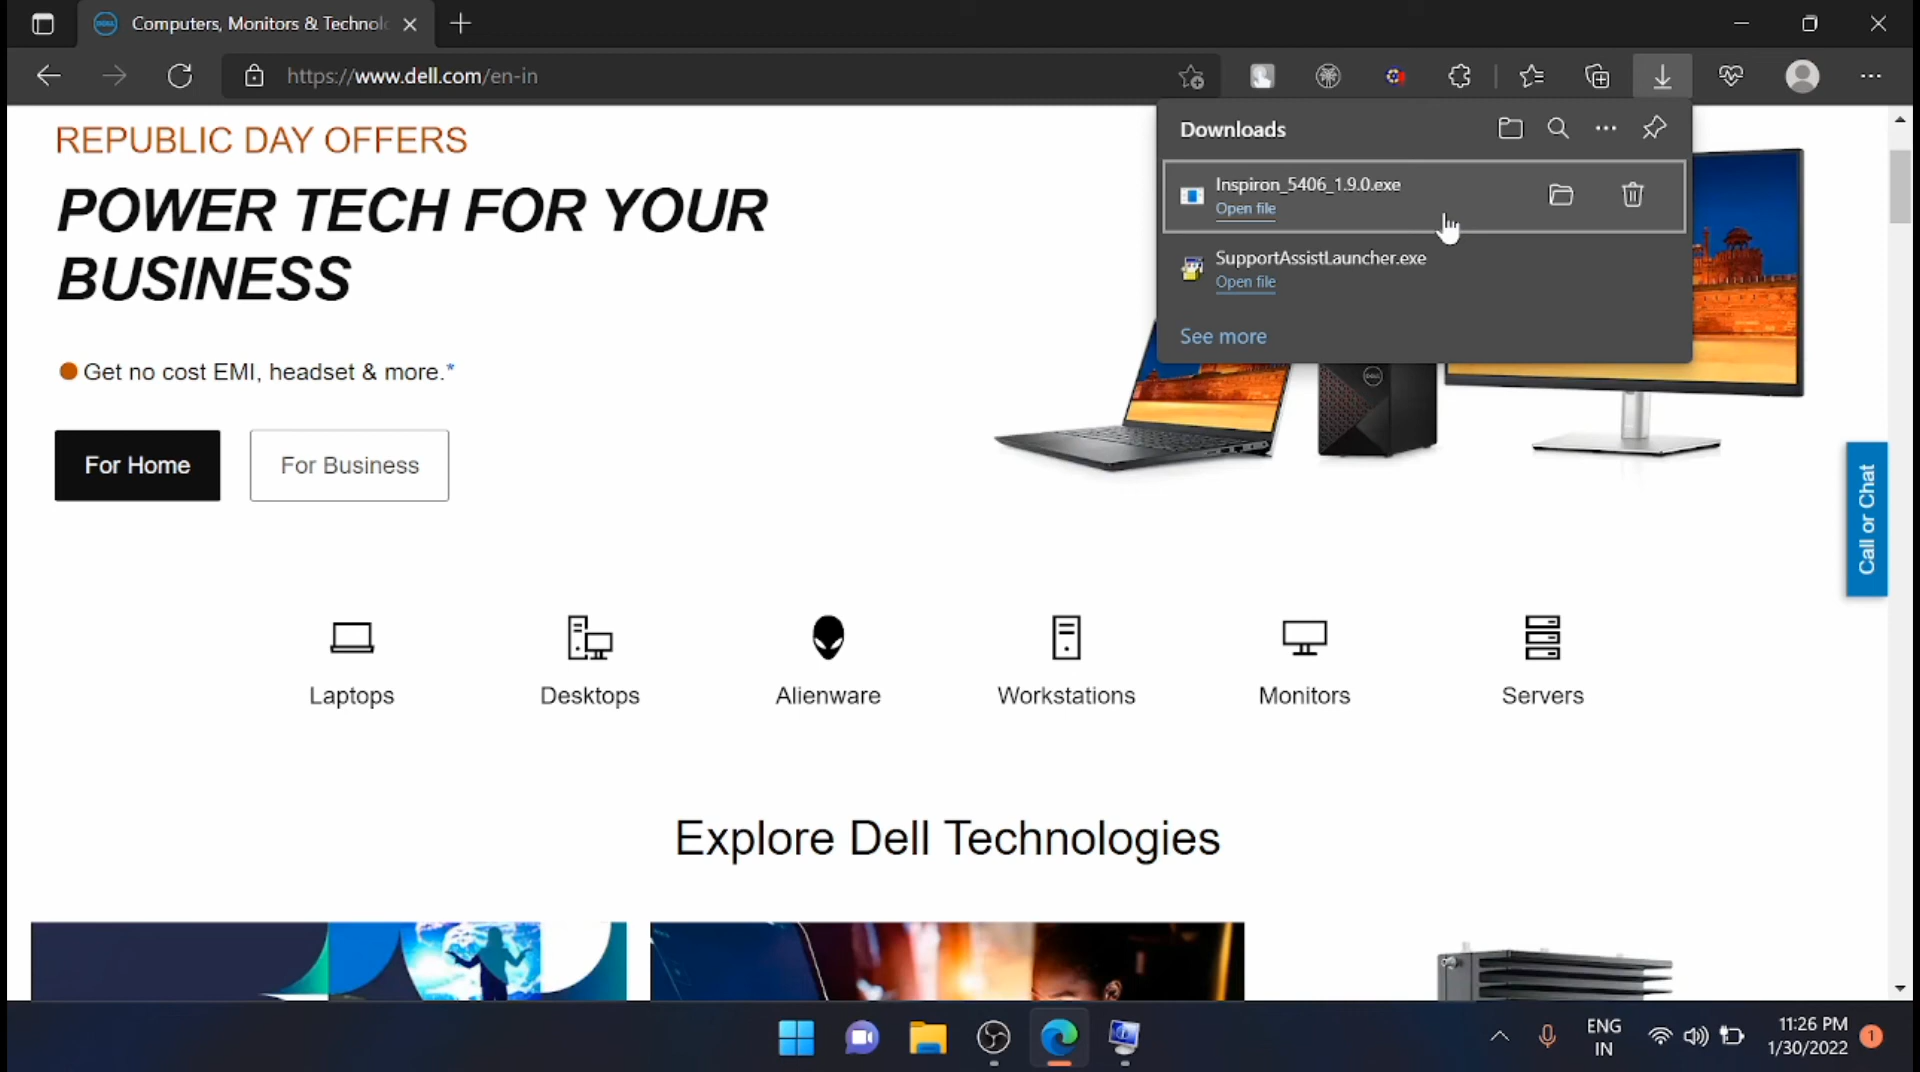 Computers, Monitors & Technol
https://www.dell.com/en-in
Downloads
Inspiron_5406_1.9.0.exe
Open file
SupportAssistLauncher.exe
Open file
See more
REPUBLIC DAY OFFERS
POWER TECH FOR YOUR
BUSINESS
Get no cost EMI, headset & more.*
For Home
For Business
Call or Chat
Laptops
Desktops
Alienware
Workstations
Monitors
Servers
Explore Dell Technologies
ENG
IN
11:26 PM
1/30/2022
1